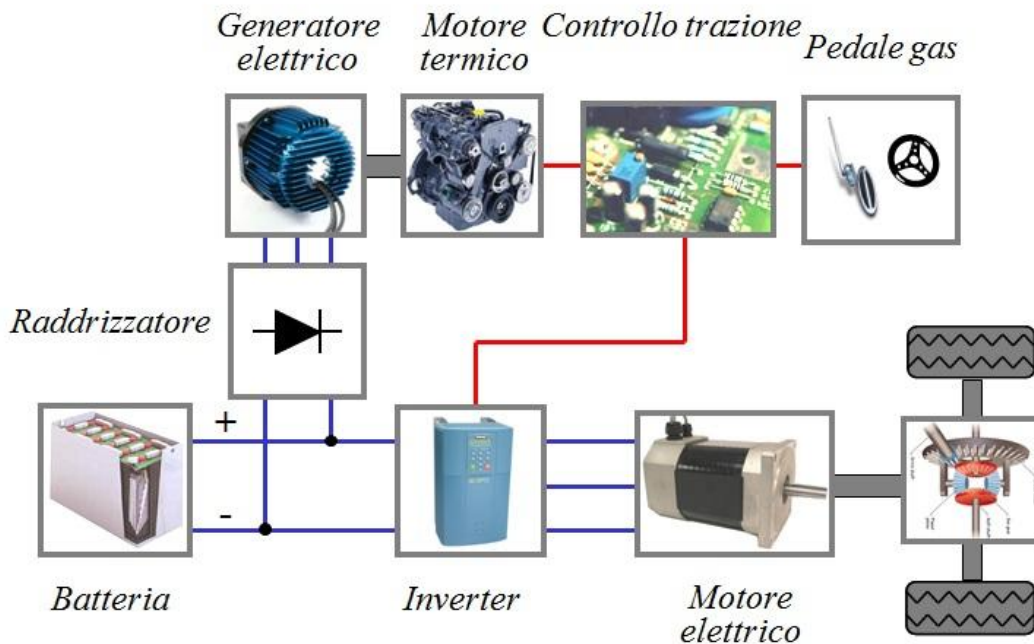 Generatore
elettrico
Motore
termico
Controllo trazione
Pedale gas
Raddrizzatore
+
-
Batteria
Inverter
Motore
elettrico